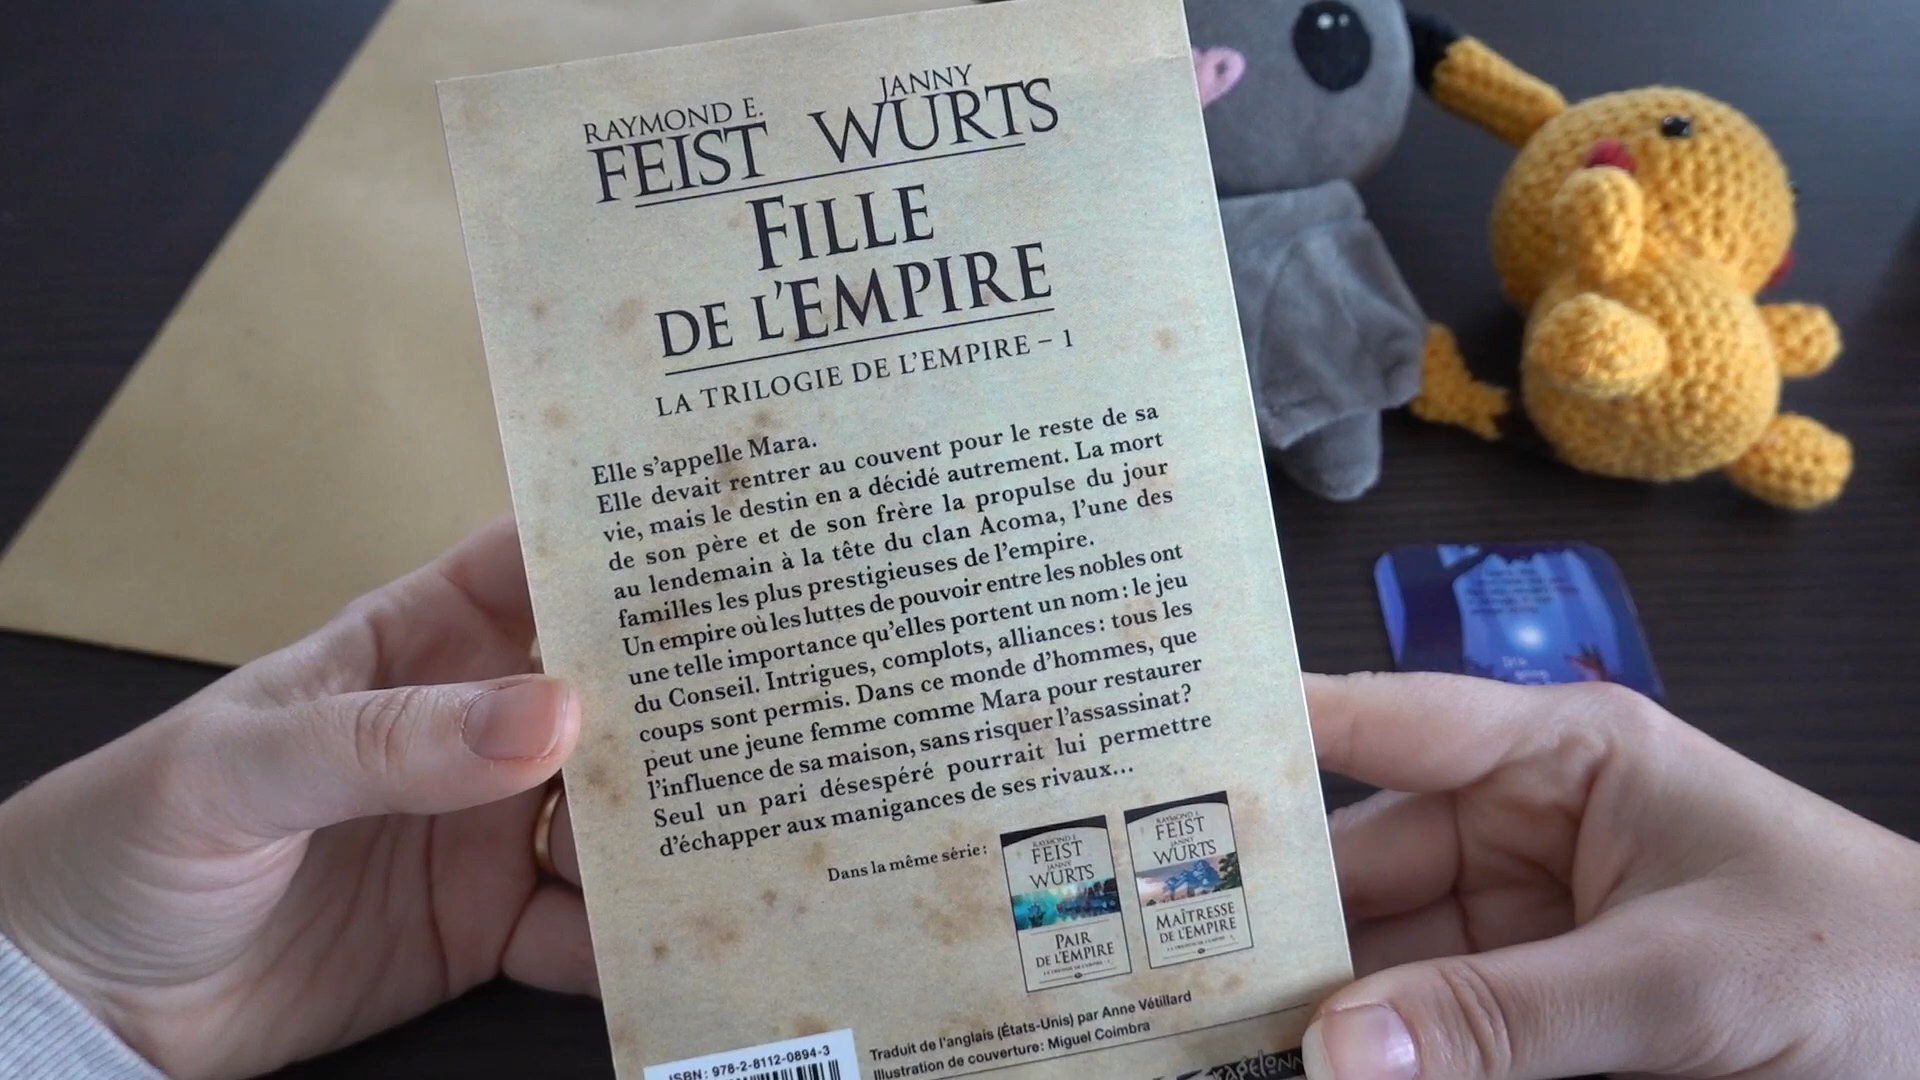 RAYMOND E. FEIST
JANNY WURTS
FILLE
DE L'EMPIRE
LA TRILOGIE DE L'EMPIRE – 1
Elle s'appelle Mara.
Elle devait rentrer au couvent pour le reste de sa
vie, mais le destin en a décidé autrement. La mort
de son père et de son frère la propulse du jour
au lendemain à la tête du clan Acoma, l'une des
familles les plus prestigieuses de l'empire.
Un empire où les luttes de pouvoir entre les nobles ont
une telle importance qu'elles portent un nom : le jeu
du Conseil. Intrigues, complots, alliances : tous les
coups sont permis. Dans ce monde d'hommes, que
peut une jeune femme comme Mara pour restaurer
l'influence de sa maison, sans risquer l'assassinat ?
Seul un pari désespéré pourrait lui permettre
d'échapper aux manigances de ses rivaux...
Dans la même série :
RAYMOND E.
FEIST
JANNY
WURTS
PAIR
DE L'EMPIRE
RAYMOND E.
FEIST
JANNY
WURTS
MAÎTRESSE
DE L'EMPIRE
Traduit de l'anglais (États-Unis) par Anne Vétillard
Illustration de couverture : Miguel Coimbra
ISBN : 978-2-8112-0894-3